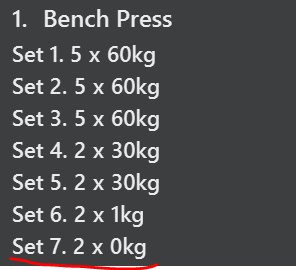 1. Bench Press
Set 1. 5 x 60kg
Set 2. 5 x 60kg
Set 3. 5 x 60kg
Set 4. 2 x 30kg
Set 5. 2 x 30kg
Set 6. 2 x 1kg
Set 7. 2 x 0kg